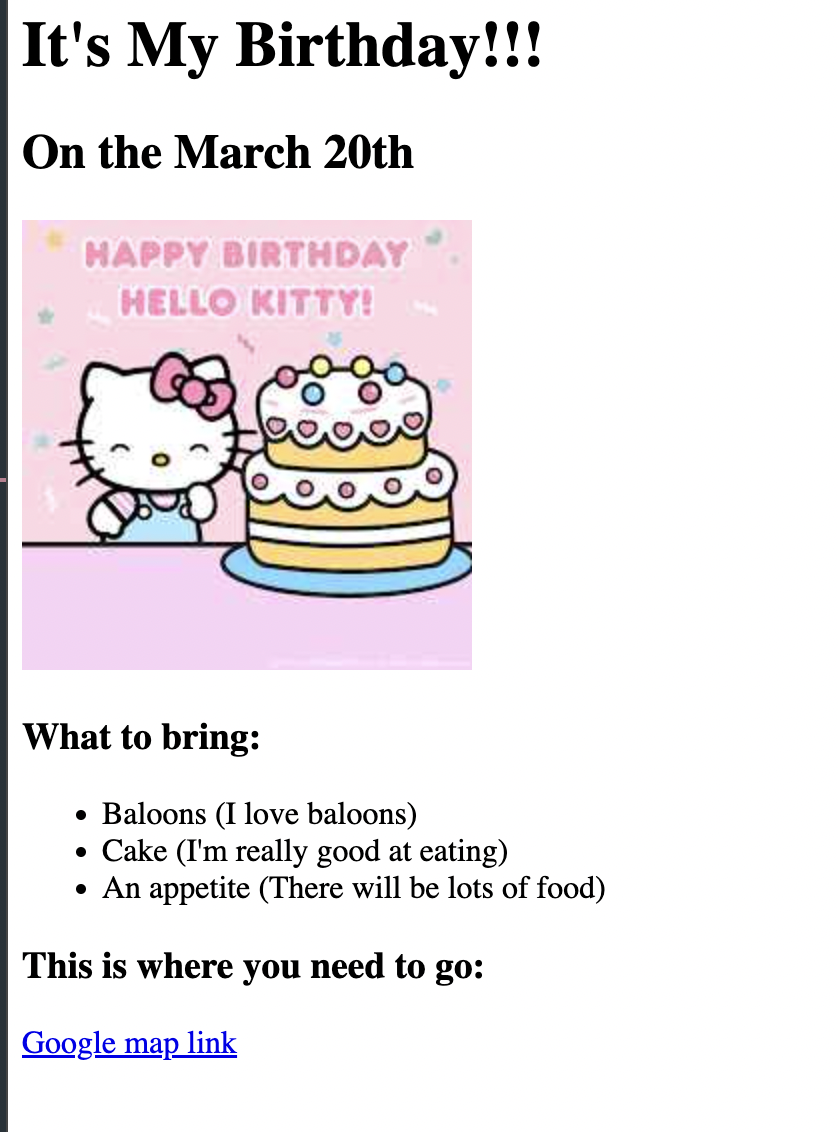 It's My Birthday!!!
On the March 20th
HAPPY BIRTHDAY
HELLO KITTY!
What to bring:
Baloons (I love baloons)
Cake (I'm really good at eating)
An appetite (There will be lots of food)
This is where you need to go:
Google map link